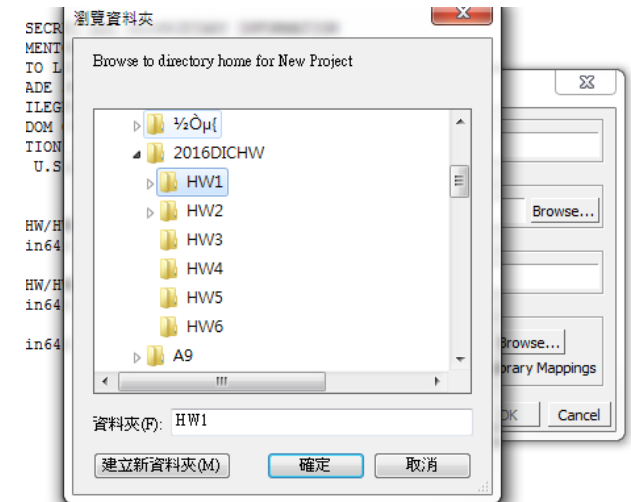 瀏覽資料夾
SECR
MENT
TO L
ADE
ILEG
DOM
TION
U.S
HW/H
in64
HW/H
in64
in64
Browse to directory home for New Project
½Òµ{
2016DICHW
HW1
HW2
HW3
HW4
HW5
HW6
A9
資料夾(F): HW1
建立新資料夾(M) 確定 取消
Browse...
Browse...
brary Mappings
OK Cancel